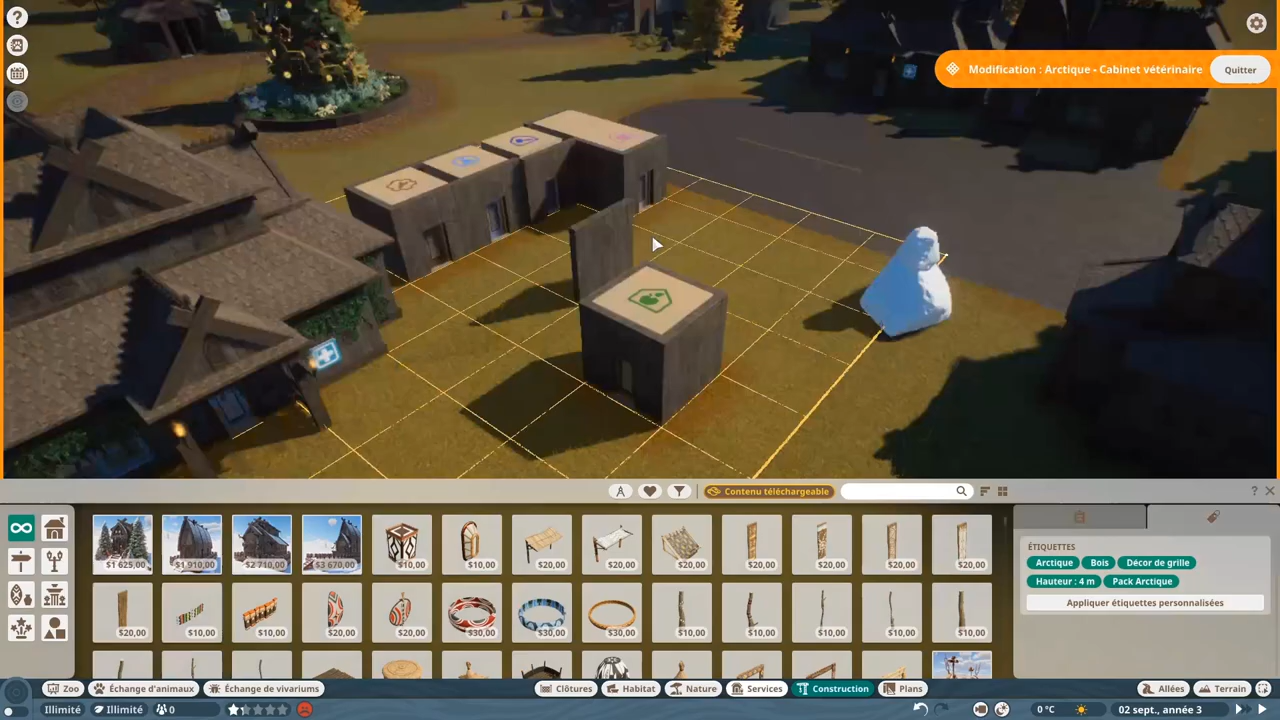 ?
Modification : Arctique - Cabinet vétérinaire
Quitter
Contenu téléchargeable
? ×
$1 625,00 $1 910,00 $2 710,00 $3 670,00 $10,00 $10,00 $20,00 $20,00 $20,00 $20,00 $20,00 $20,00 $20,00
$20,00 $10,00 $10,00 $20,00 $20,00 $30,00 $30,00 $30,00 $10,00 $10,00 $10,00 $10,00 $10,00
ÉTIQUETTES
Arctique Bois Décor de grille
Hauteur : 4 m Pack Arctique
Appliquer étiquettes personnalisées
Zoo Échange d'animaux Échange de vivariums Clôtures Habitat Nature Services Construction Plans Allées Terrain
Illimité Illimité 0 0 °C 02 sept., année 3